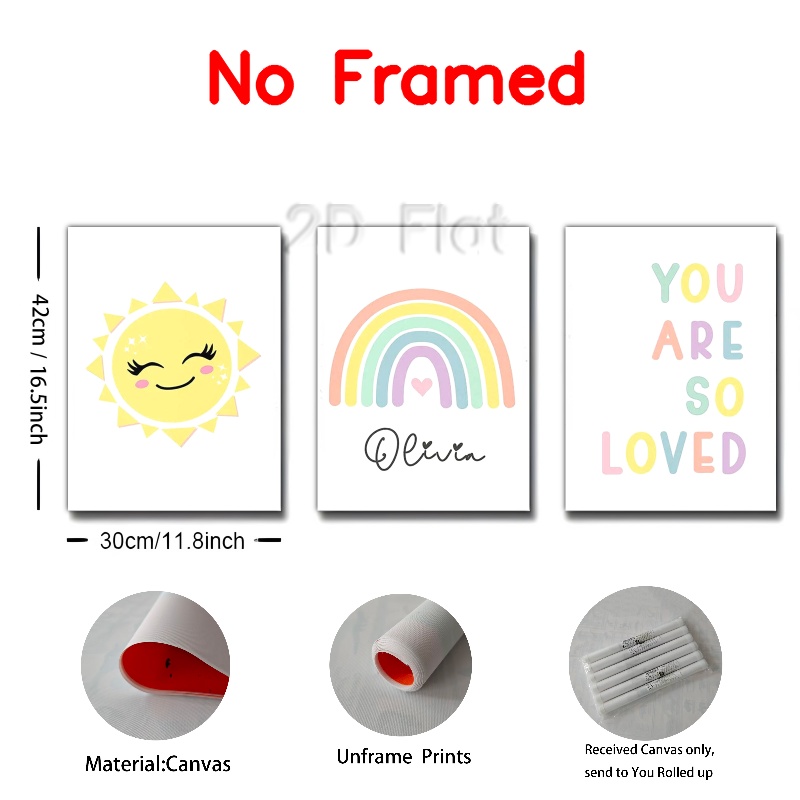 No Framed
2D Flat
42cm / 16.5inch
Olivia
YOU
ARE
SO
LOVED
30cm/11.8inch
Material:Canvas
Unframe Prints
Received Canvas only,
send to You Rolled up